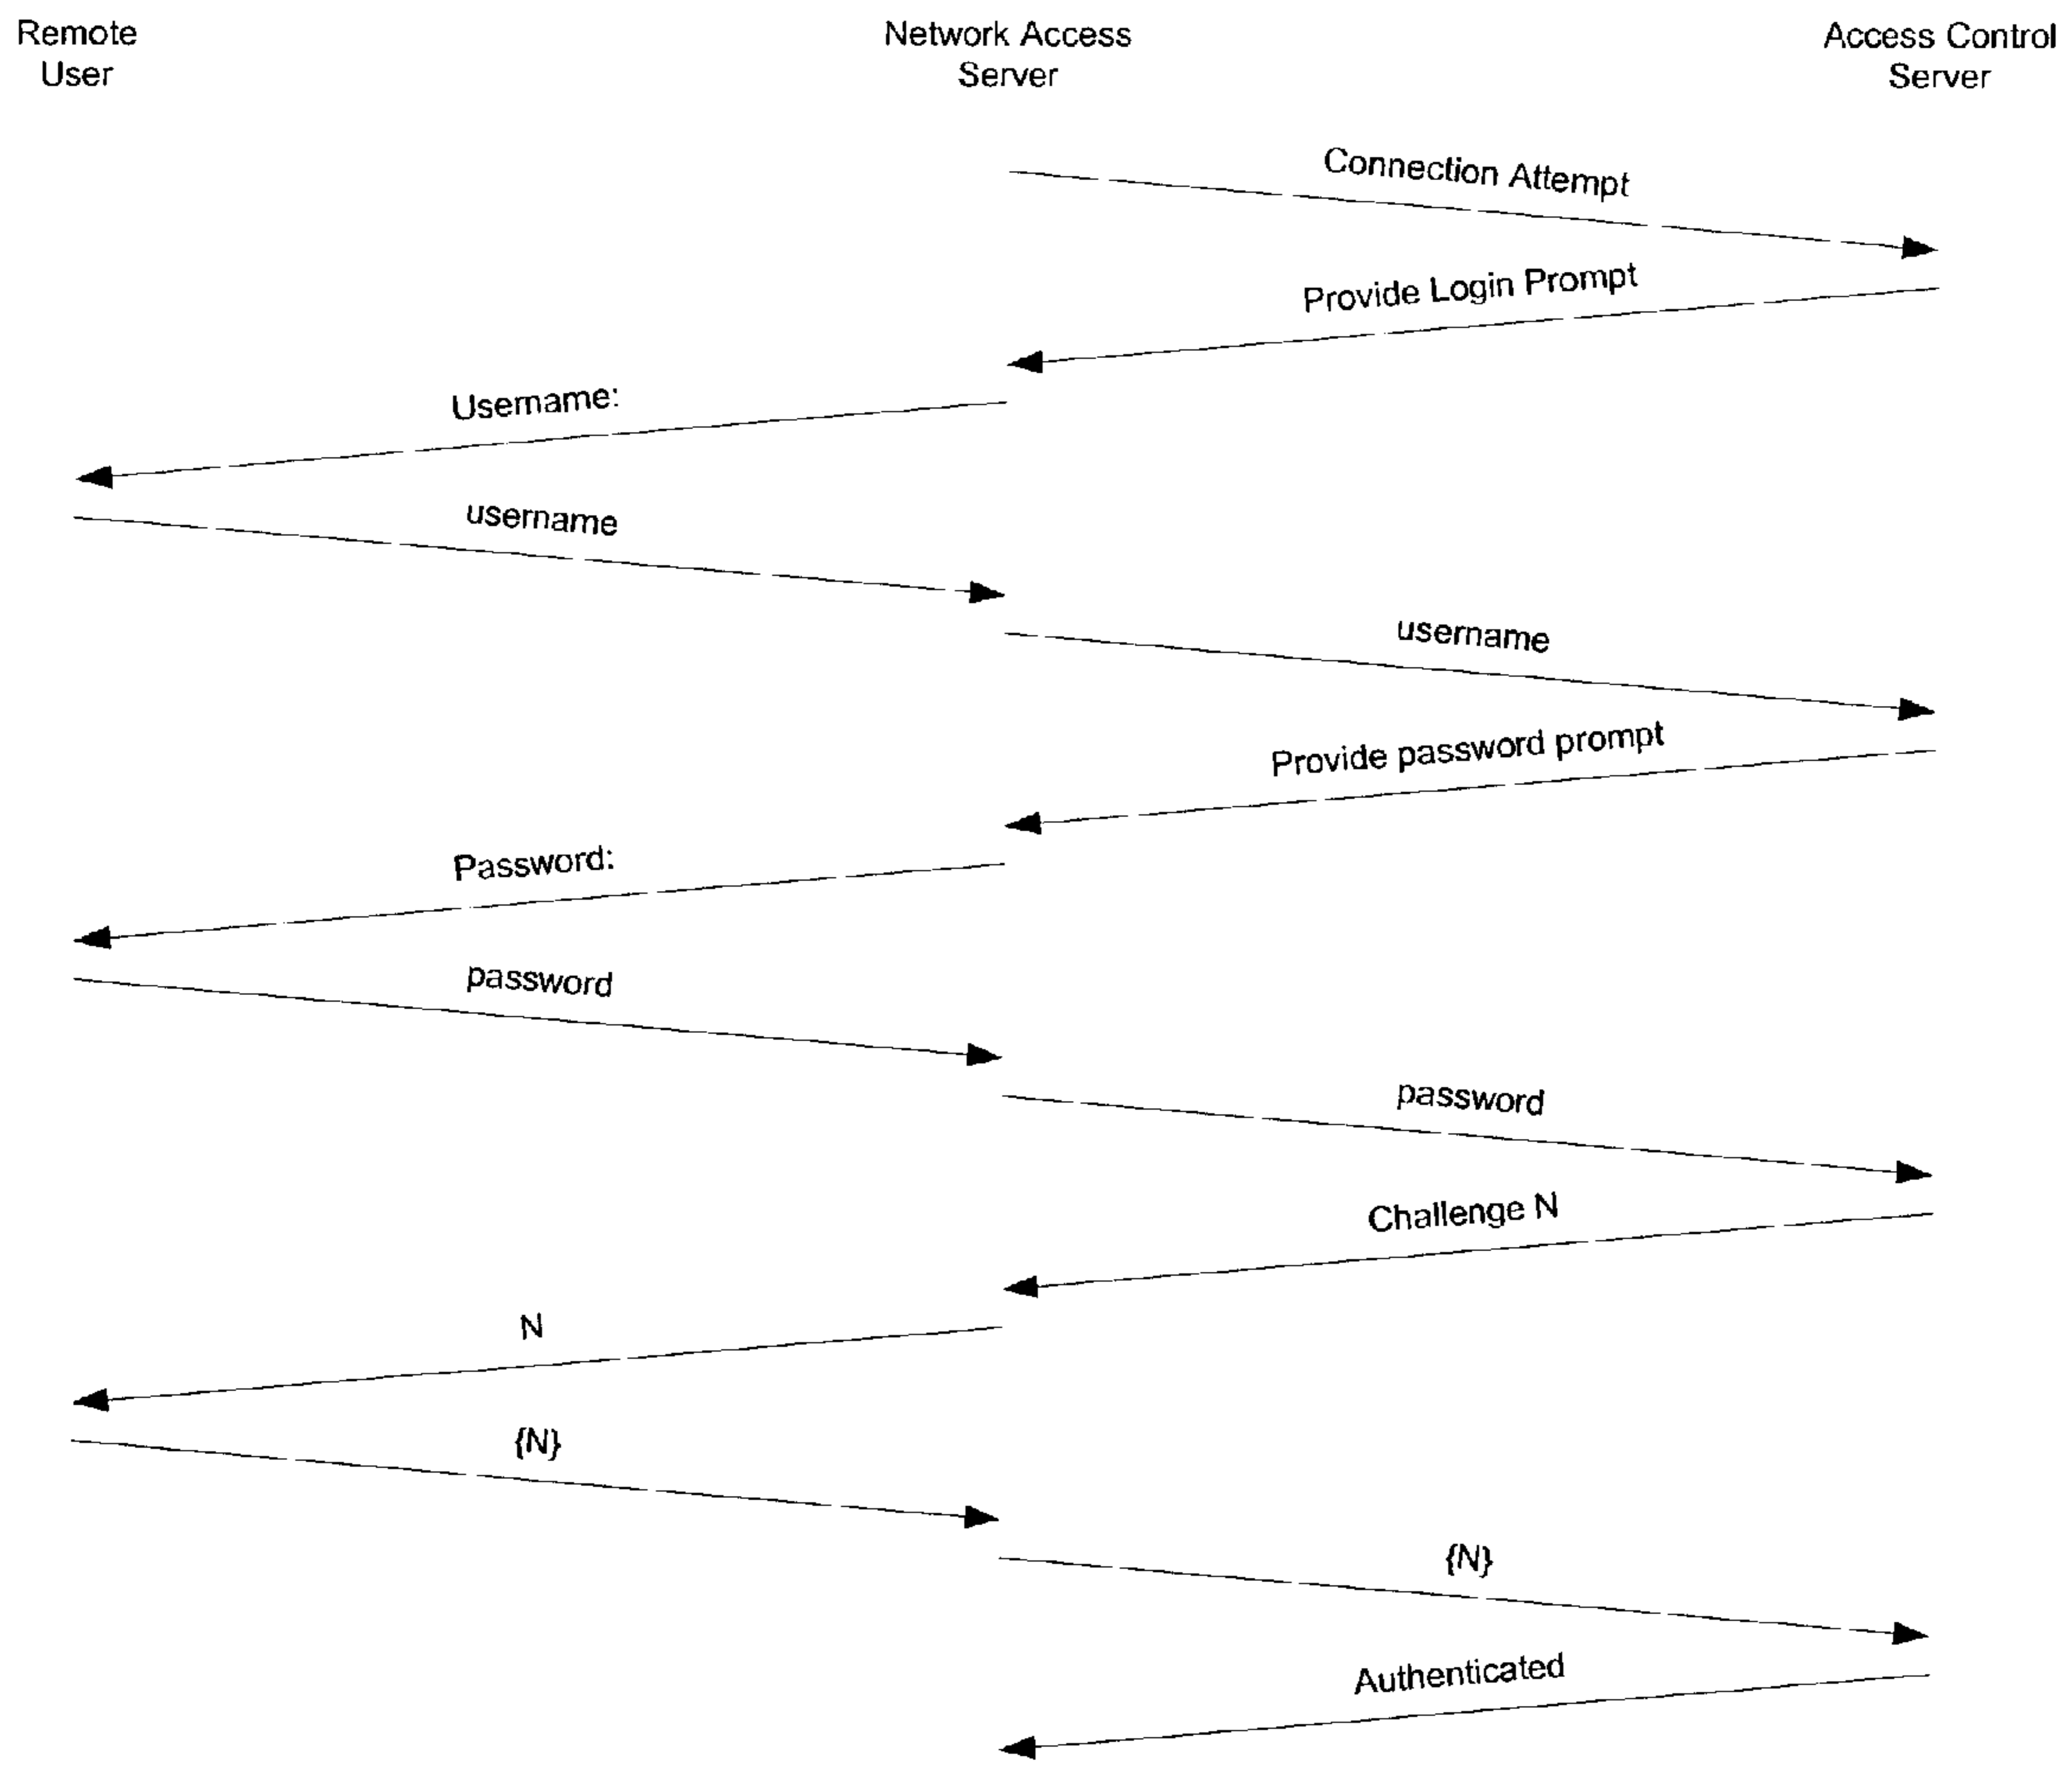 Remote
User
Network Access
Server
Access Control
Server
Connection Attempt
Provide Login Prompt
Username:
username
username
Provide password prompt
Password:
password
password
Challenge N
N
{N}
{N}
Authenticated